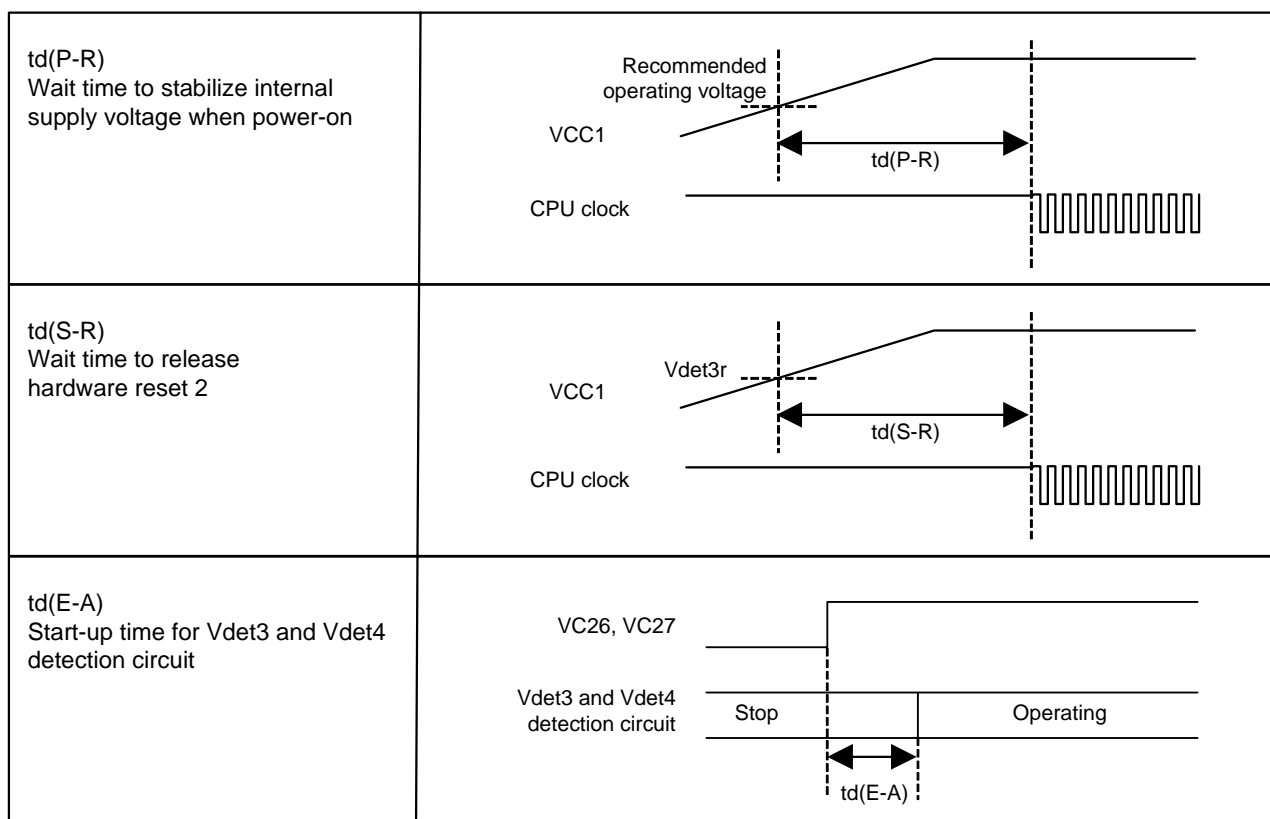 td(P-R)
Wait time to stabilize internal
supply voltage when power-on
Recommended
operating voltage
VCC1
td(P-R)
CPU clock
td(S-R)
Wait time to release
hardware reset 2
Vdet3r
VCC1
td(S-R)
CPU clock
td(E-A)
Start-up time for Vdet3 and Vdet4
detection circuit
VC26, VC27
Vdet3 and Vdet4
detection circuit
Stop
Operating
td(E-A)